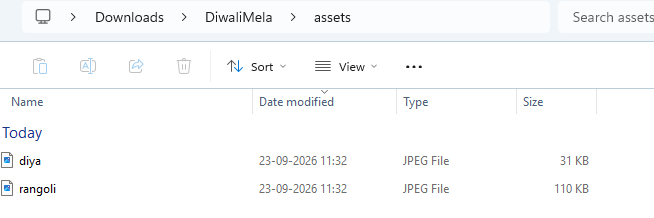 Downloads > DiwaliMela > assets
Search assets
Sort View ...
Name Date modified Type Size
Today
diya 23-09-2026 11:32 JPEG File 31 KB
rangoli 23-09-2026 11:32 JPEG File 110 KB